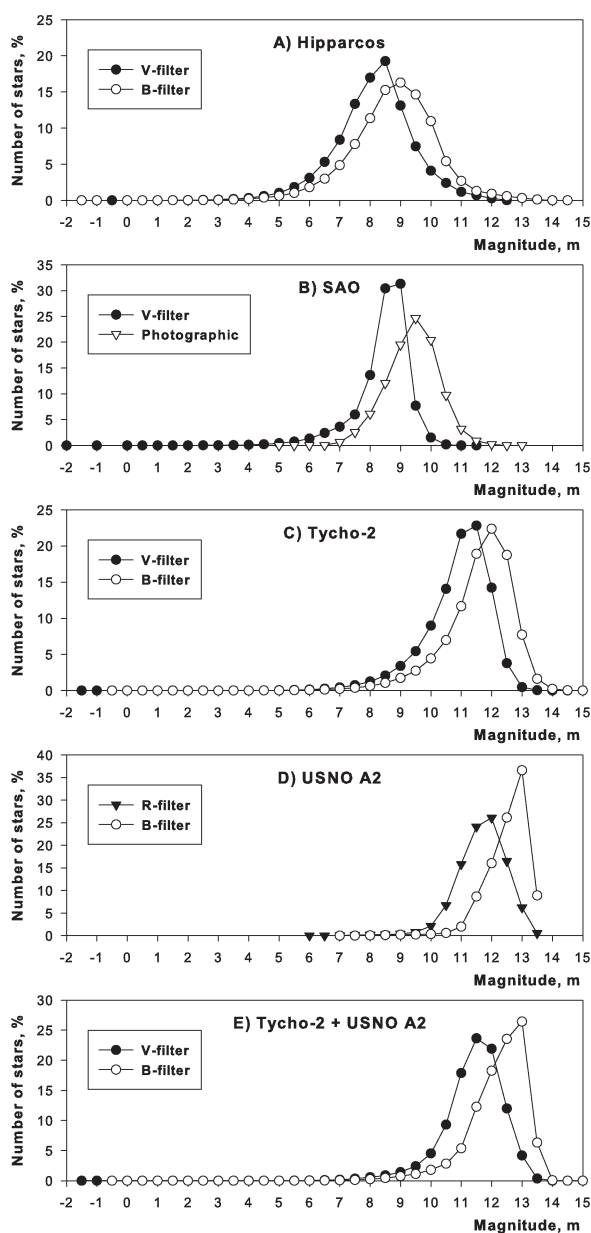 A) Hipparcos
Number of stars, %
25
20
15
10
5
0
V-filter
B-filter
-2 -1 0 1 2 3 4 5 6 7 8 9 10 11 12 13 14 15
Magnitude, m
B) SAO
Number of stars, %
35
30
25
20
15
10
5
0
V-filter
Photographic
-2 -1 0 1 2 3 4 5 6 7 8 9 10 11 12 13 14 15
Magnitude, m
C) Tycho-2
Number of stars, %
25
20
15
10
5
0
V-filter
B-filter
-2 -1 0 1 2 3 4 5 6 7 8 9 10 11 12 13 14 15
Magnitude, m
D) USNO A2
Number of stars, %
40
35
30
25
20
15
10
5
0
R-filter
B-filter
-2 -1 0 1 2 3 4 5 6 7 8 9 10 11 12 13 14 15
Magnitude, m
E) Tycho-2 + USNO A2
Number of stars, %
30
25
20
15
10
5
0
V-filter
B-filter
-2 -1 0 1 2 3 4 5 6 7 8 9 10 11 12 13 14 15
Magnitude, m